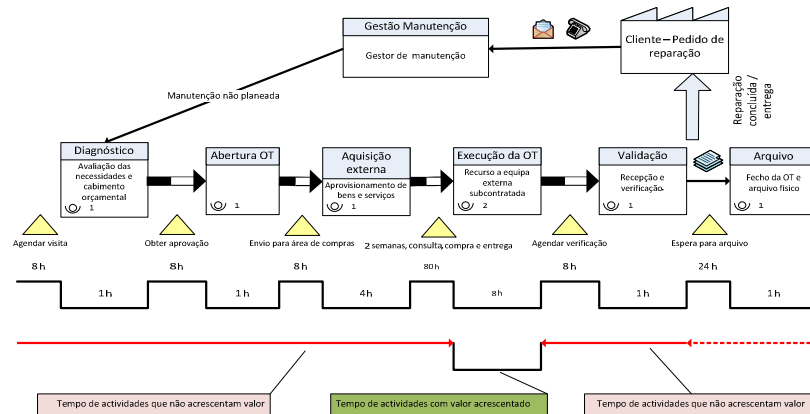 Gestão Manutenção
Gestor de manutenção
Cliente – Pedido de
reparação
Manutenção não planeada
Reparação
concluída /
entrega
Diagnóstico
Avaliação das
necessidades e
cabimento
orçamental
1
Abertura OT
1
Aquisição
externa
Aprovisionamento de
bens e serviços
1
Execução da OT
Recurso a equipa
externa
subcontratada
2
Validação
Recepção e
verificação.
1
Arquivo
Fecho da OT e
arquivo físico
1
Agendar visita
Obter aprovação
Envio para área de compras
2 semanas, consulta, compra e entrega
Agendar verificação
Espera para arquivo
8 h
8 h
8 h
80 h
8 h
24 h
1 h
1 h
4 h
8 h
1 h
1 h
Tempo de actividades que não acrescentam valor
Tempo de actividades com valor acrescentado
Tempo de actividades que não acrescentam valor